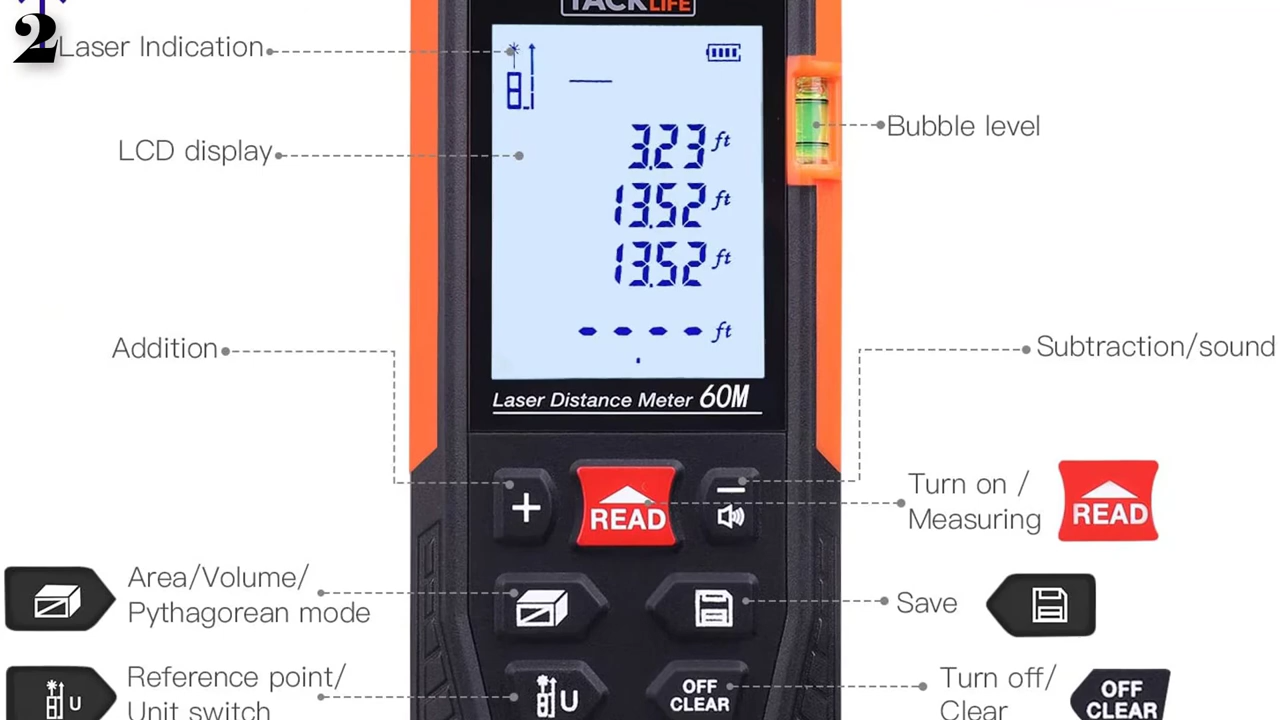 TACKLIFE
2
Laser Indication
LCD display
Bubble level
3.23 ft
13.52 ft
13.52 ft
- - - - ft
Addition
Subtraction/sound
Laser Distance Meter 60M
+
READ
Turn on /
Measuring
READ
Area/Volume/
Pythagorean mode
Save
Reference point/
Unit switch
U
U
OFF
CLEAR
Turn off/
Clear
OFF
CLEAR